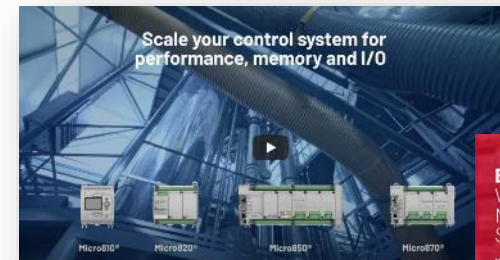 Scale your control system for
performance, memory and I/O
Micro810®
Micro820®
Micro850®
Micro870®